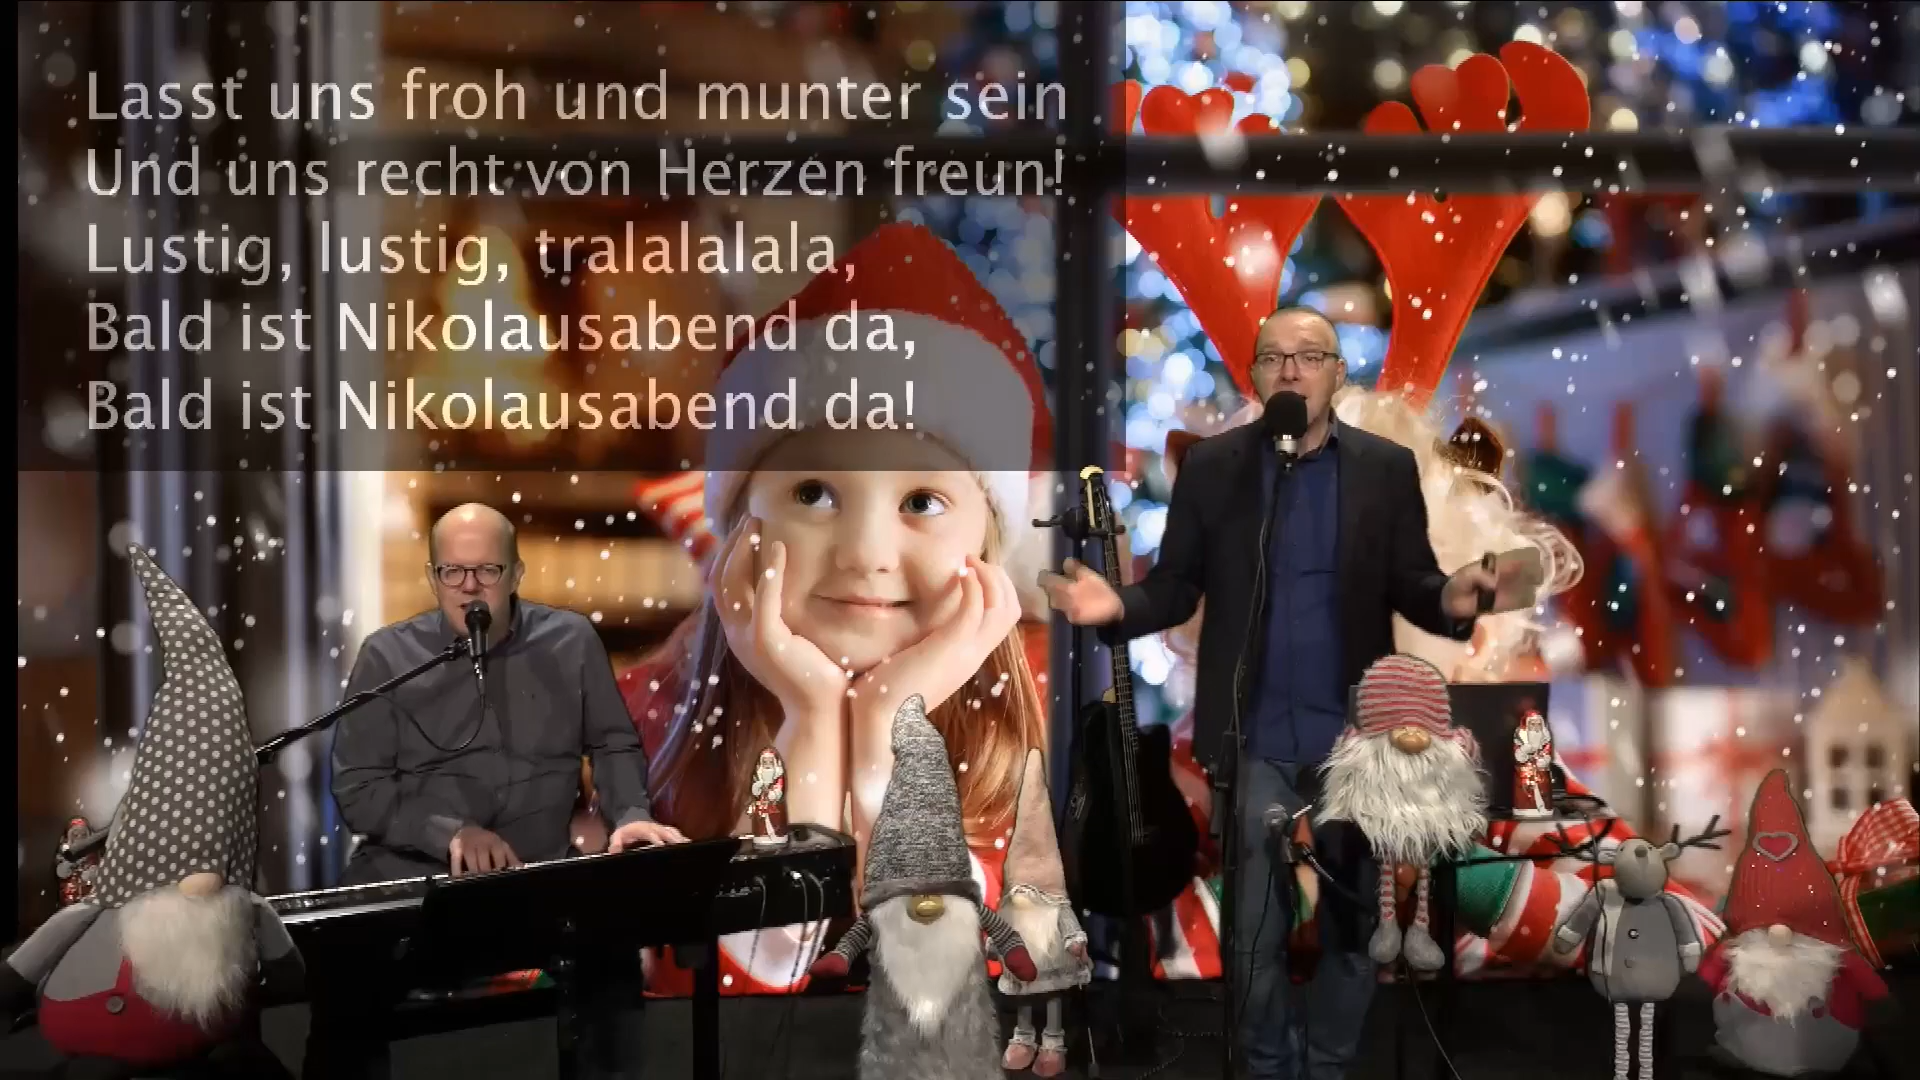 Lasst uns froh und munter sein
Und uns recht von Herzen freun!
Lustig, lustig, tralalalala,
Bald ist Nikolausabend da,
Bald ist Nikolausabend da!